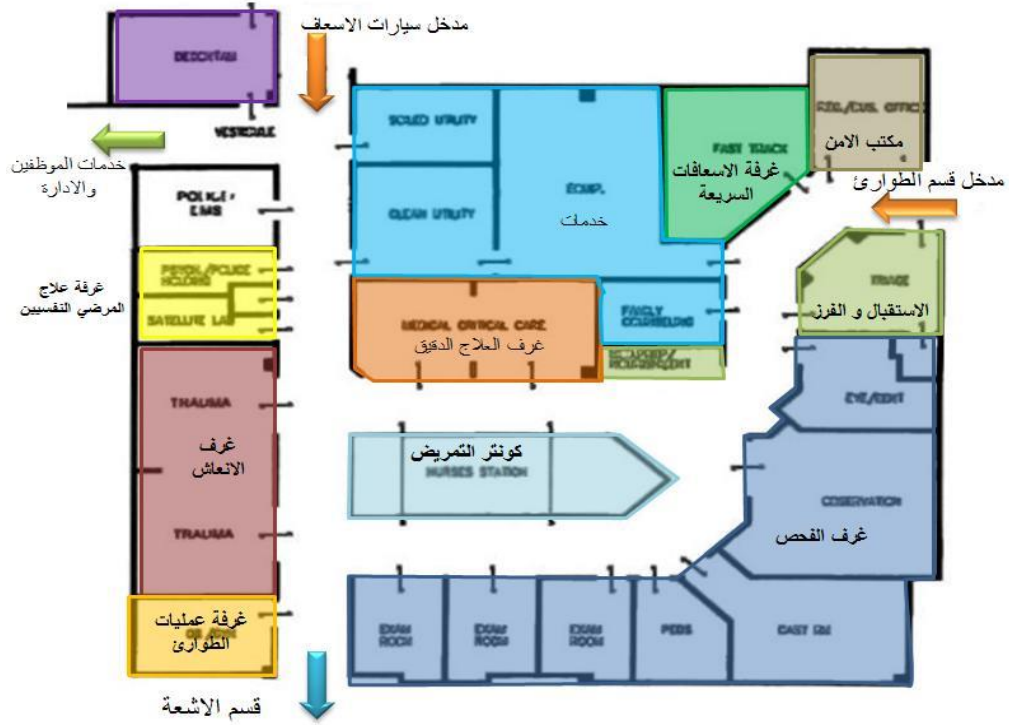 مدخل سيارات الاسعاف
VESTIBULE
خدمات الموظفين
والادارة
POLICE/
EMS
SOILED UTILITY
CLEAN UTILITY
EQUIP.
خدمات
FAST TRACK
غرفة الاسعافات
السريعة
مكتب الامن
مدخل قسم الطوارئ
TRIAGE
الاستقبال و الفرز
PSYCH./POLICE
HOLDING
SATELLITE LAB
غرفة علاج
المرضي النفسيين
MEDICAL CRITICAL CARE
غرف العلاج الدقيق
FAMILY
COUNSELING
TRAUMA
غرف
الانعاش
TRAUMA
كونتر التمريض
NURSES STATION
EYE/DENT
OBSERVATION
غرف الفحص
غرفة عمليات
الطوارئ
EXAM
ROOM
EXAM
ROOM
EXAM
ROOM
PEDS
CAST RM
قسم الاشعة